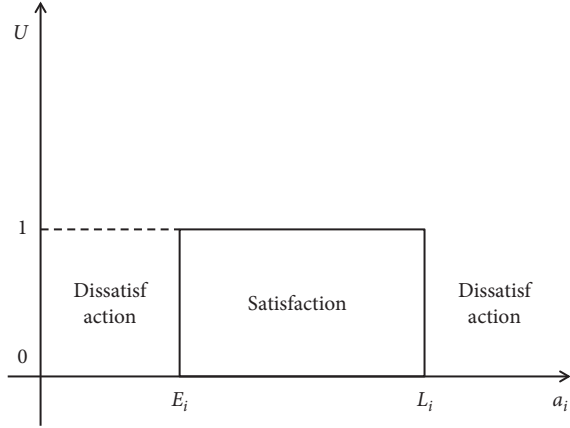 U
1
Dissatisf
action
Satisfaction
Dissatisf
action
0
E_i
L_i
a_i